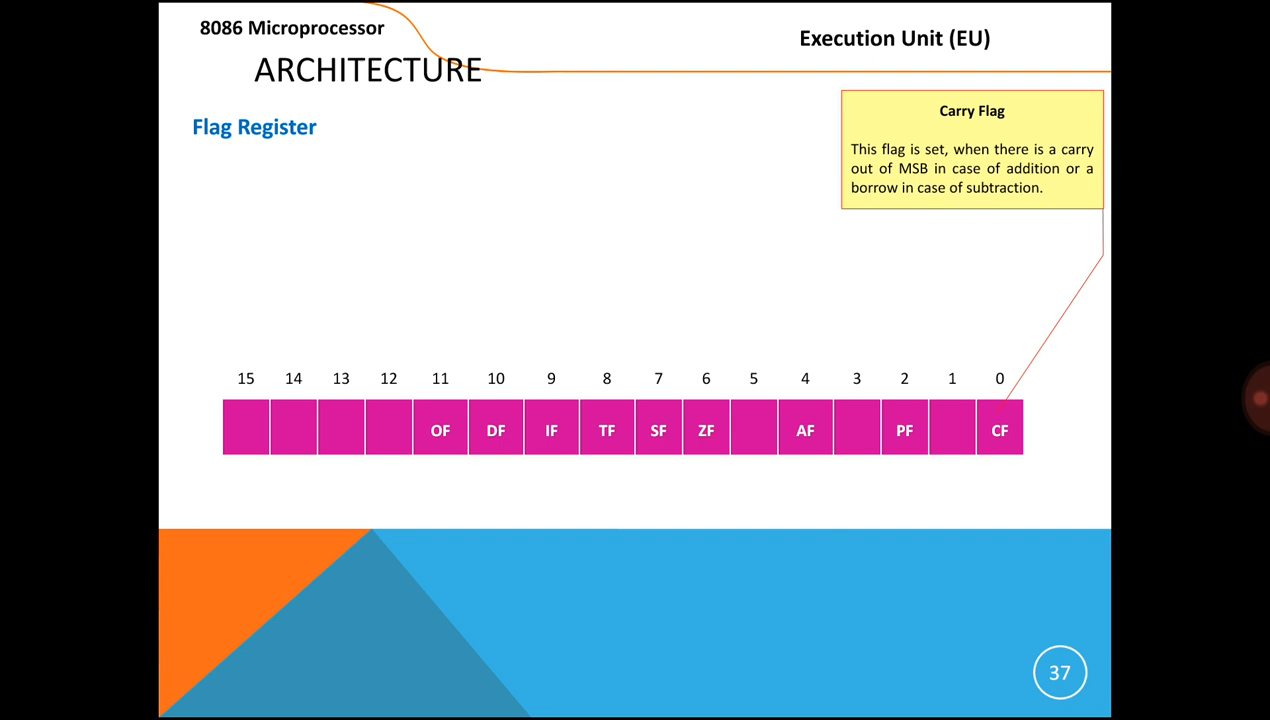 8086 Microprocessor
Execution Unit (EU)
ARCHITECTURE
Flag Register
Carry Flag
This flag is set, when there is a carry
out of MSB in case of addition or a
borrow in case of subtraction.
15 14 13 12 11 10 9 8 7 6 5 4 3 2 1 0
OF DF IF TF SF ZF AF PF CF
37